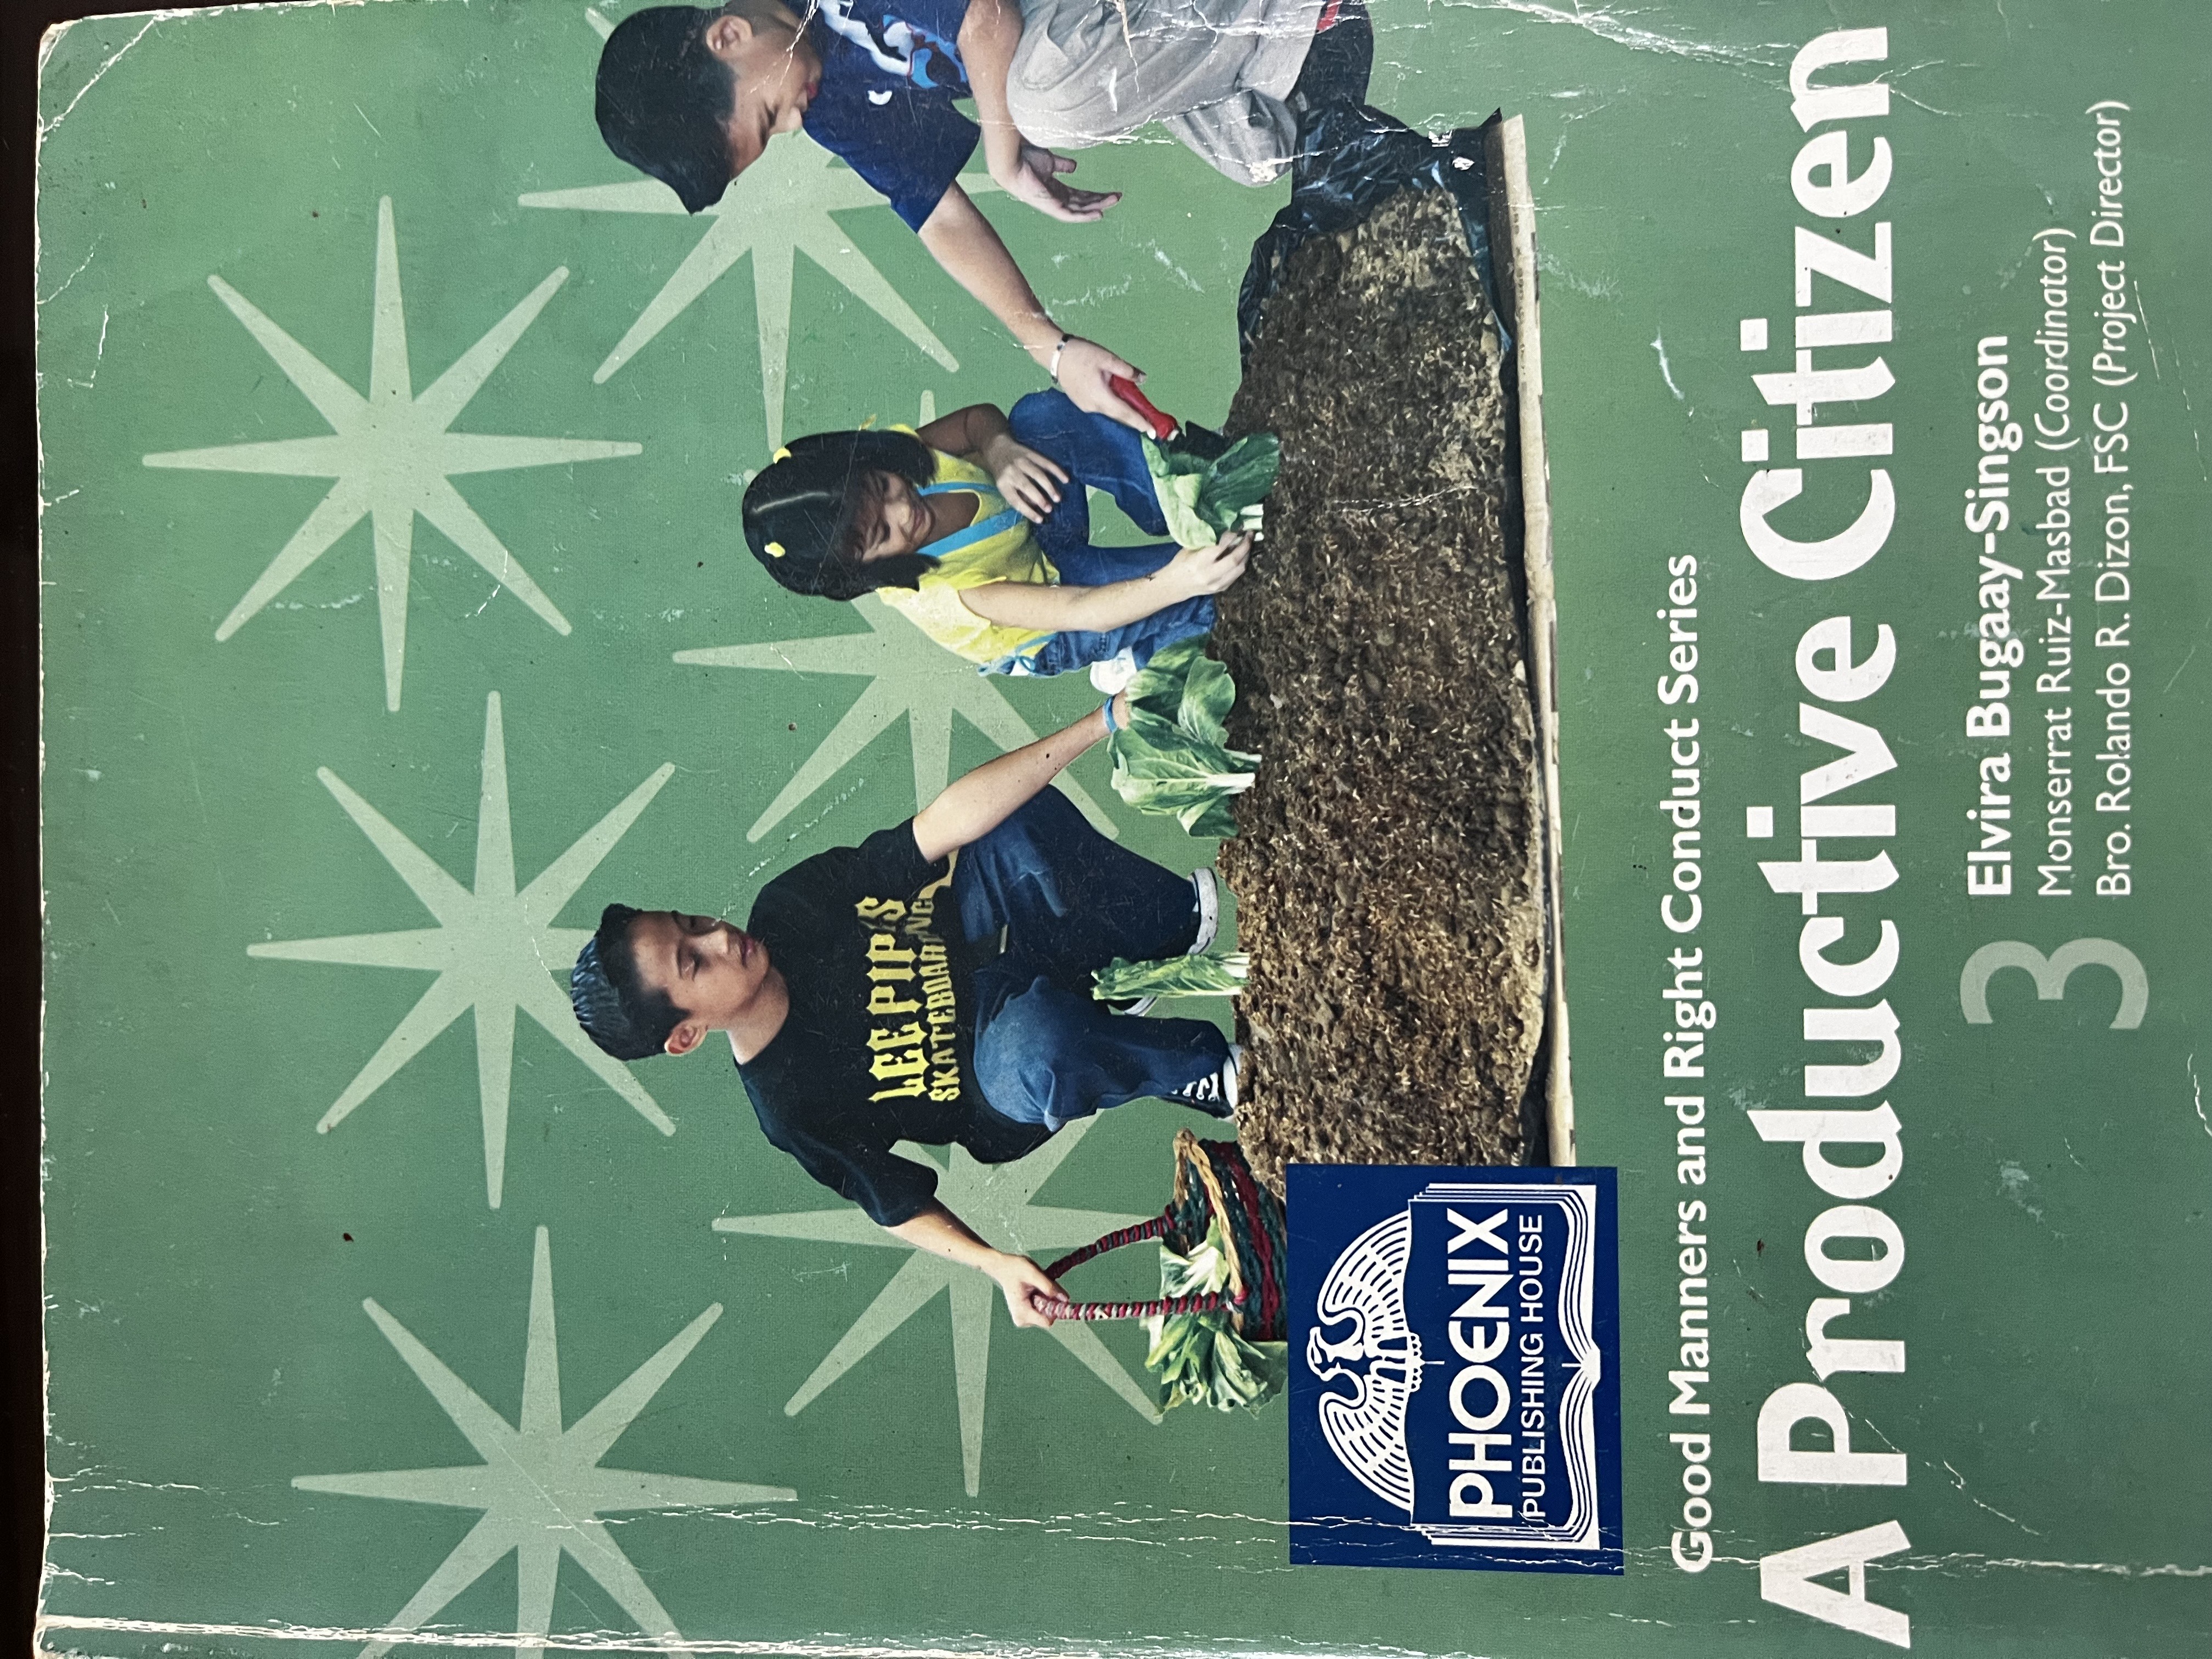 LEE PIP'S
SKATEBOARDING
PHOENIX
PUBLISHING HOUSE
Good Manners and Right Conduct Series
A Productive Citizen
3
Elvira Bugaay-Singson
Monserrat Ruiz-Masbad (Coordinator)
Bro. Rolando R. Dizon, FSC (Project Director)